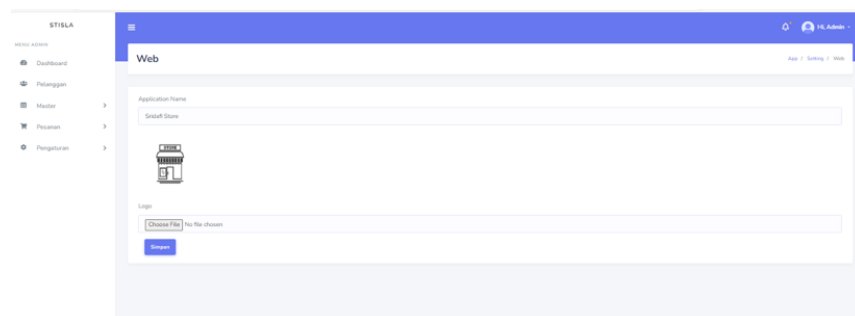 STISLA
Hi, Admin
MENU ADMIN
Dashboard
Pelanggan
Master
Pesanan
Pengaturan
Web
App / Setting / Web
Application Name
Sridafi Store
STORE
Logo
Choose File No file chosen
Simpan